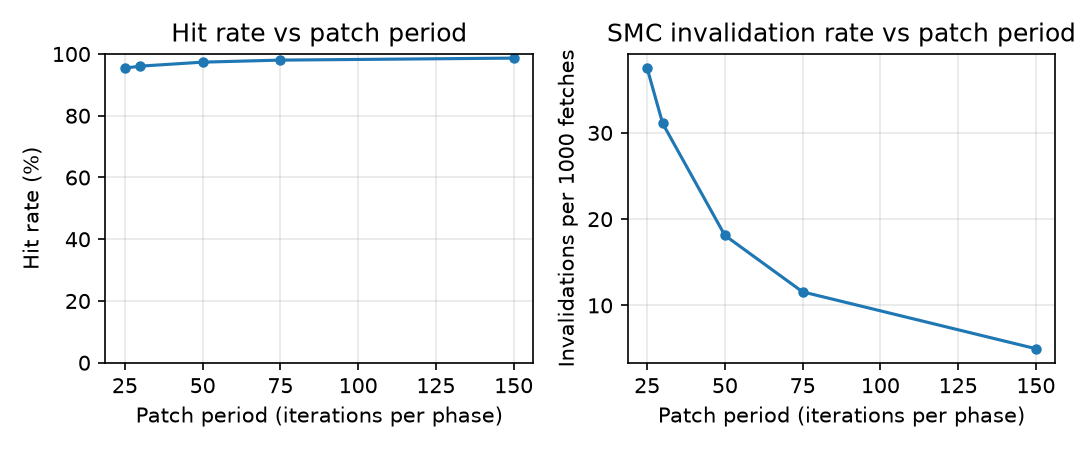 Hit rate vs patch period
100
80
60
40
20
0
Hit rate (%)
25 50 75 100 125 150
Patch period (iterations per phase)
SMC invalidation rate vs patch period
30
20
10
Invalidations per 1000 fetches
25 50 75 100 125 150
Patch period (iterations per phase)